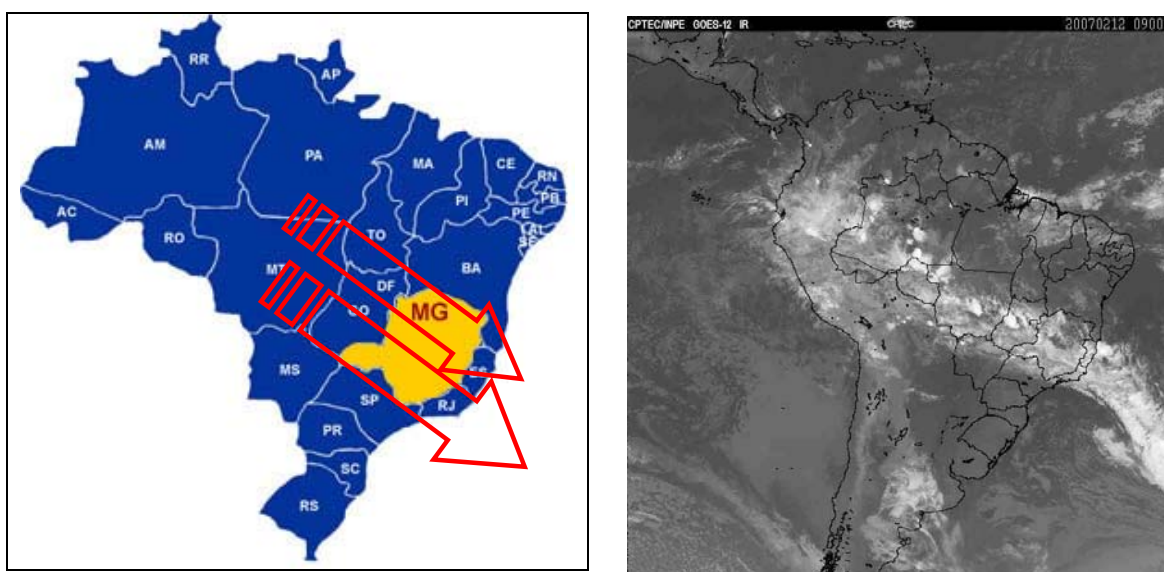 RR
AP
AM
PA
MA
CE
RN
PB
PI
PE
AL
SE
AC
RO
TO
MT
BA
DF
GO
MG
MS
ES
SP
RJ
PR
SC
RS
CPTEC/INPE GOES-12 IR
CPTEC
20070212 0900